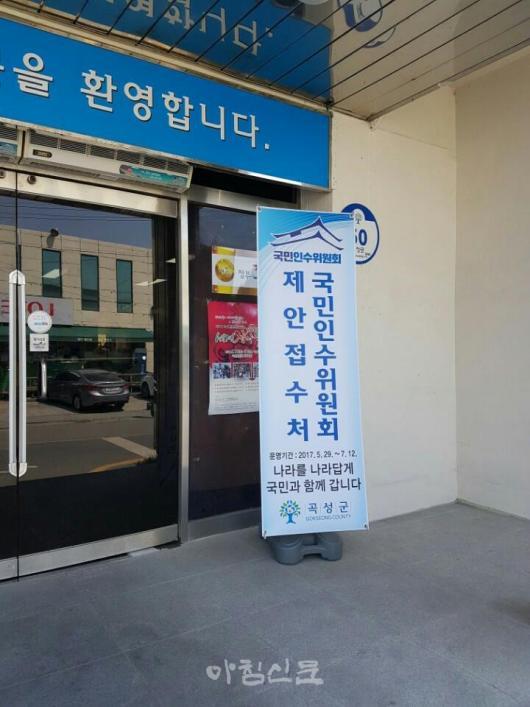 을 환영합니다.
국민인수위원회
국민인수위원회
제안접수처
운영기간 : 2017. 5. 29. ~ 7. 12.
나라를 나라답게
국민과 함께 갑니다
곡성군
GOKSEONG COUNTY
아침신문